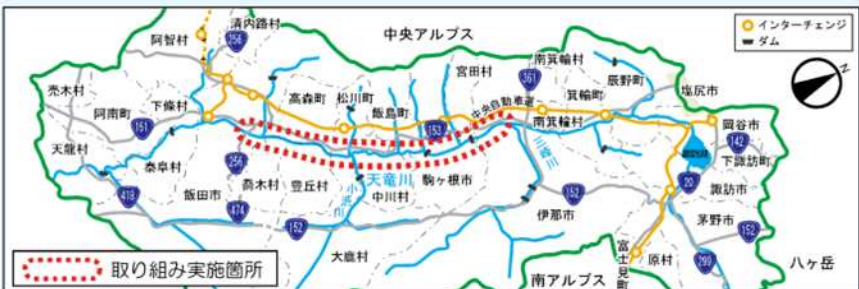 中央アルプス
インターチェンジ
ダム
清内路村
阿智村
256
南箕輪村
361
宮田村
辰野町
箕輪町
塩尻市
売木村
高森町
松川町
飯島町
中央自動車道
下條村
阿南町
151
153
南箕輪村
岡谷市
142
下諏訪町
天龍村
泰阜村
256
喬木村
豊丘村
天竜川
駒ヶ根市
三峰川
20
諏訪市
418
飯田市
474
中川村
小渋川
152
伊那市
茅野市
152
152
大鹿村
富士見町
原村
299
八ヶ岳
南アルプス
取り組み実施箇所